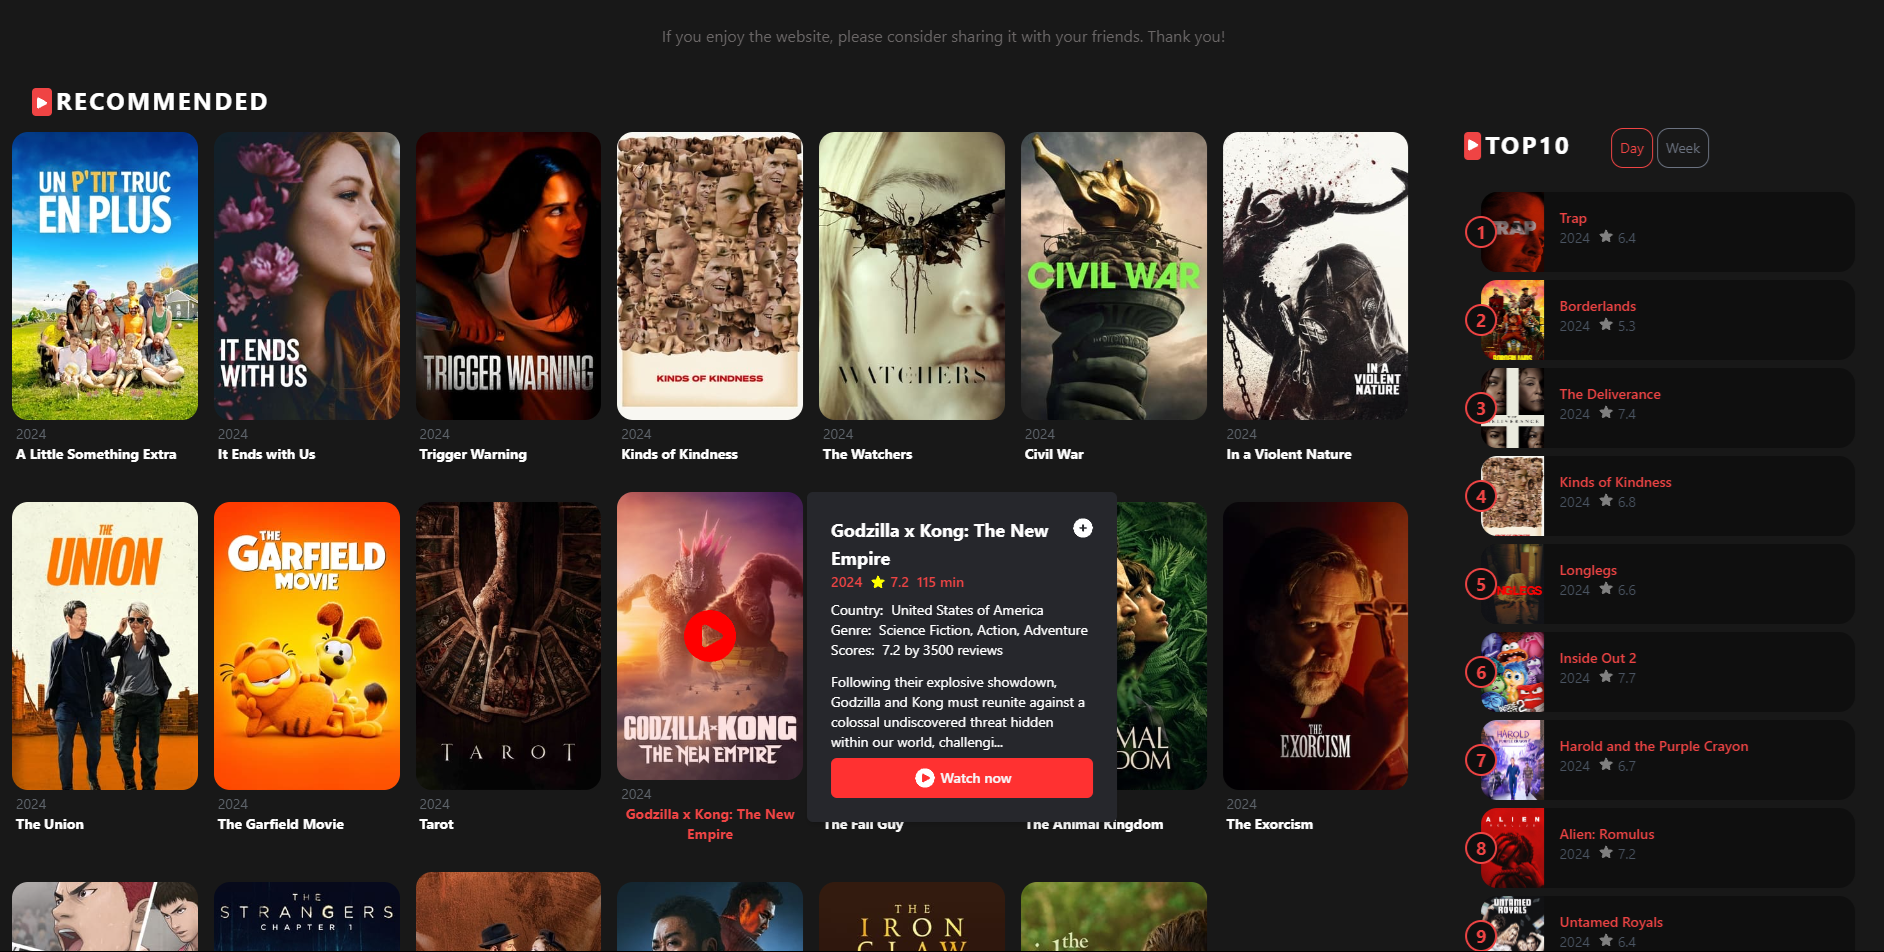 If you enjoy the website, please consider sharing it with your friends. Thank you!
RECOMMENDED
UN P'TIT TRUC
EN PLUS
2024
A Little Something Extra
IT ENDS
WITH US
2024
It Ends with Us
TRIGGER WARNING
2024
Trigger Warning
KINDS OF KINDNESS
2024
Kinds of Kindness
WATCHERS
2024
The Watchers
CIVIL WAR
2024
Civil War
IN A
VIOLENT
NATURE
2024
In a Violent Nature
THE
UNION
2024
The Union
THE
GARFIELD
MOVIE
2024
The Garfield Movie
TAROT
2024
Tarot
GODZILLA x KONG
THE NEW EMPIRE
2024
Godzilla x Kong: The New
Empire
Godzilla x Kong: The New
Empire
2024 7.2 115 min
Country: United States of America
Genre: Science Fiction, Action, Adventure
Scores: 7.2 by 3500 reviews
Following their explosive showdown,
Godzilla and Kong must reunite against a
colossal undiscovered threat hidden
within our world, challengi...
Watch now
The Fall Guy
The Animal Kingdom
THE
EXORCISM
2024
The Exorcism
THE
STRANGERS
CHAPTER 1
THE
IRON
CLAW
the
TOP10
Day
Week
1
Trap
2024 6.4
2
Borderlands
2024 5.3
3
The Deliverance
2024 7.4
4
Kinds of Kindness
2024 6.8
5
Longlegs
2024 6.6
6
Inside Out 2
2024 7.7
7
HAROLD
Harold and the Purple Crayon
2024 6.7
8
ALIEN
Alien: Romulus
2024 7.2
9
UNTAMED
ROYALS
Untamed Royals
2024 6.4